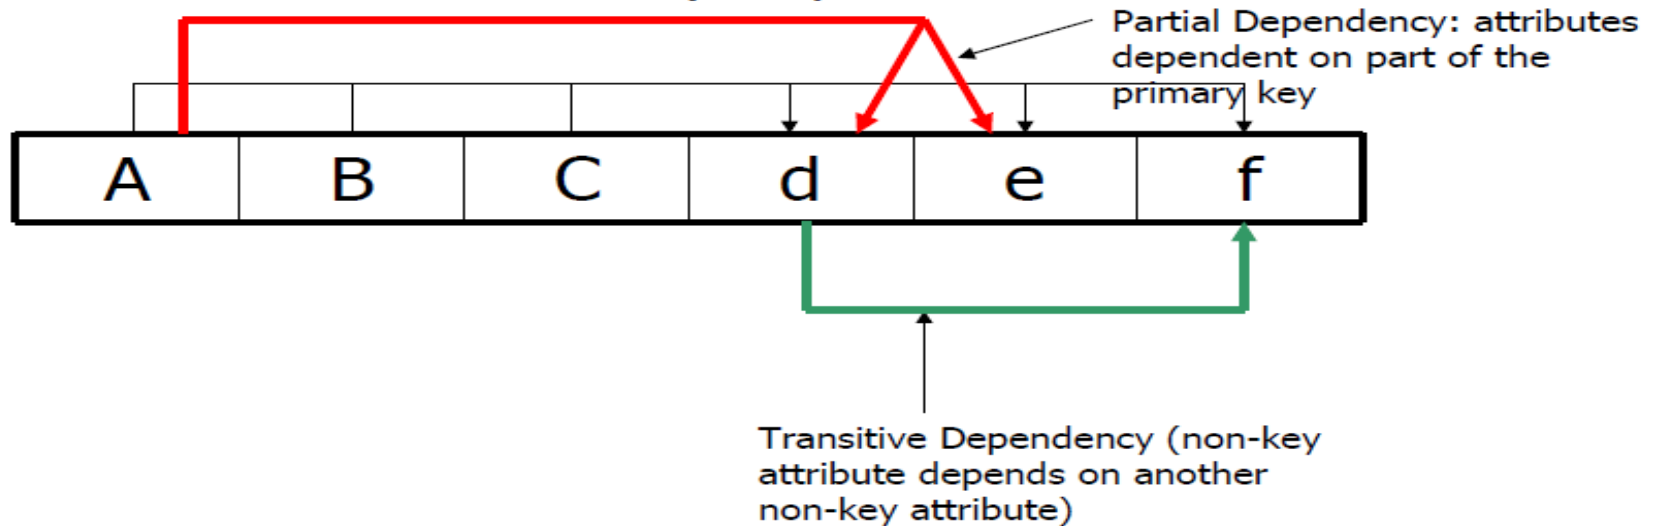 Partial Dependency: attributes
dependent on part of the
primary key
A B C d e f
Transitive Dependency (non-key
attribute depends on another
non-key attribute)